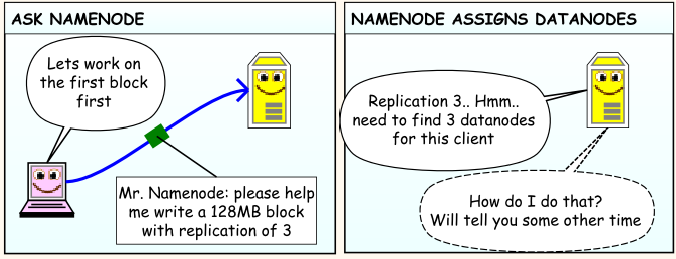 ASK NAMENODE
Lets work on
the first block
first
Mr. Namenode: please help
me write a 128MB block
with replication of 3
NAMENODE ASSIGNS DATANODES
Replication 3.. Hmm..
need to find 3 datanodes
for this client
How do I do that?
Will tell you some other time